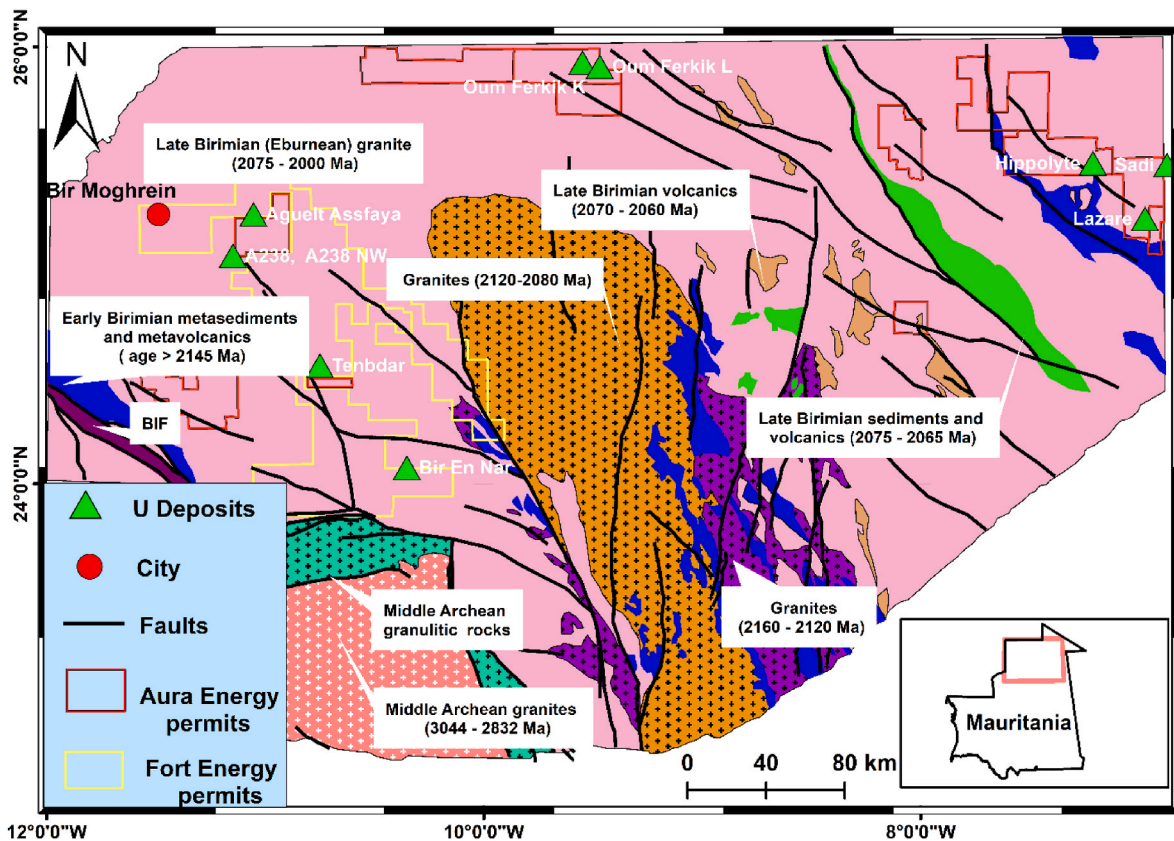 26°0'0"N
N
Oum Ferkik L
Oum Ferkik K
Late Birimian (Eburnean) granite
(2075 - 2000 Ma)
Hippolyte
Sadi
Bir Moghrein
Late Birimian volcanics
(2070 - 2060 Ma)
Aguelt Assfaya
Lazare
A238, A238 NW
Granites (2120-2080 Ma)
Early Birimian metasediments
and metavolcanics
( age > 2145 Ma)
Tenbdar
BIF
Late Birimian sediments and
volcanics (2075 - 2065 Ma)
Bir En Nar
24°0'0"N
U Deposits
City
Faults
Aura Energy
permits
Fort Energy
permits
Middle Archean
granulitic rocks
Granites
(2160 - 2120 Ma)
Middle Archean granites
(3044 - 2832 Ma)
Mauritania
0 40 80 km
12°0'0"W
10°0'0"W
8°0'0"W